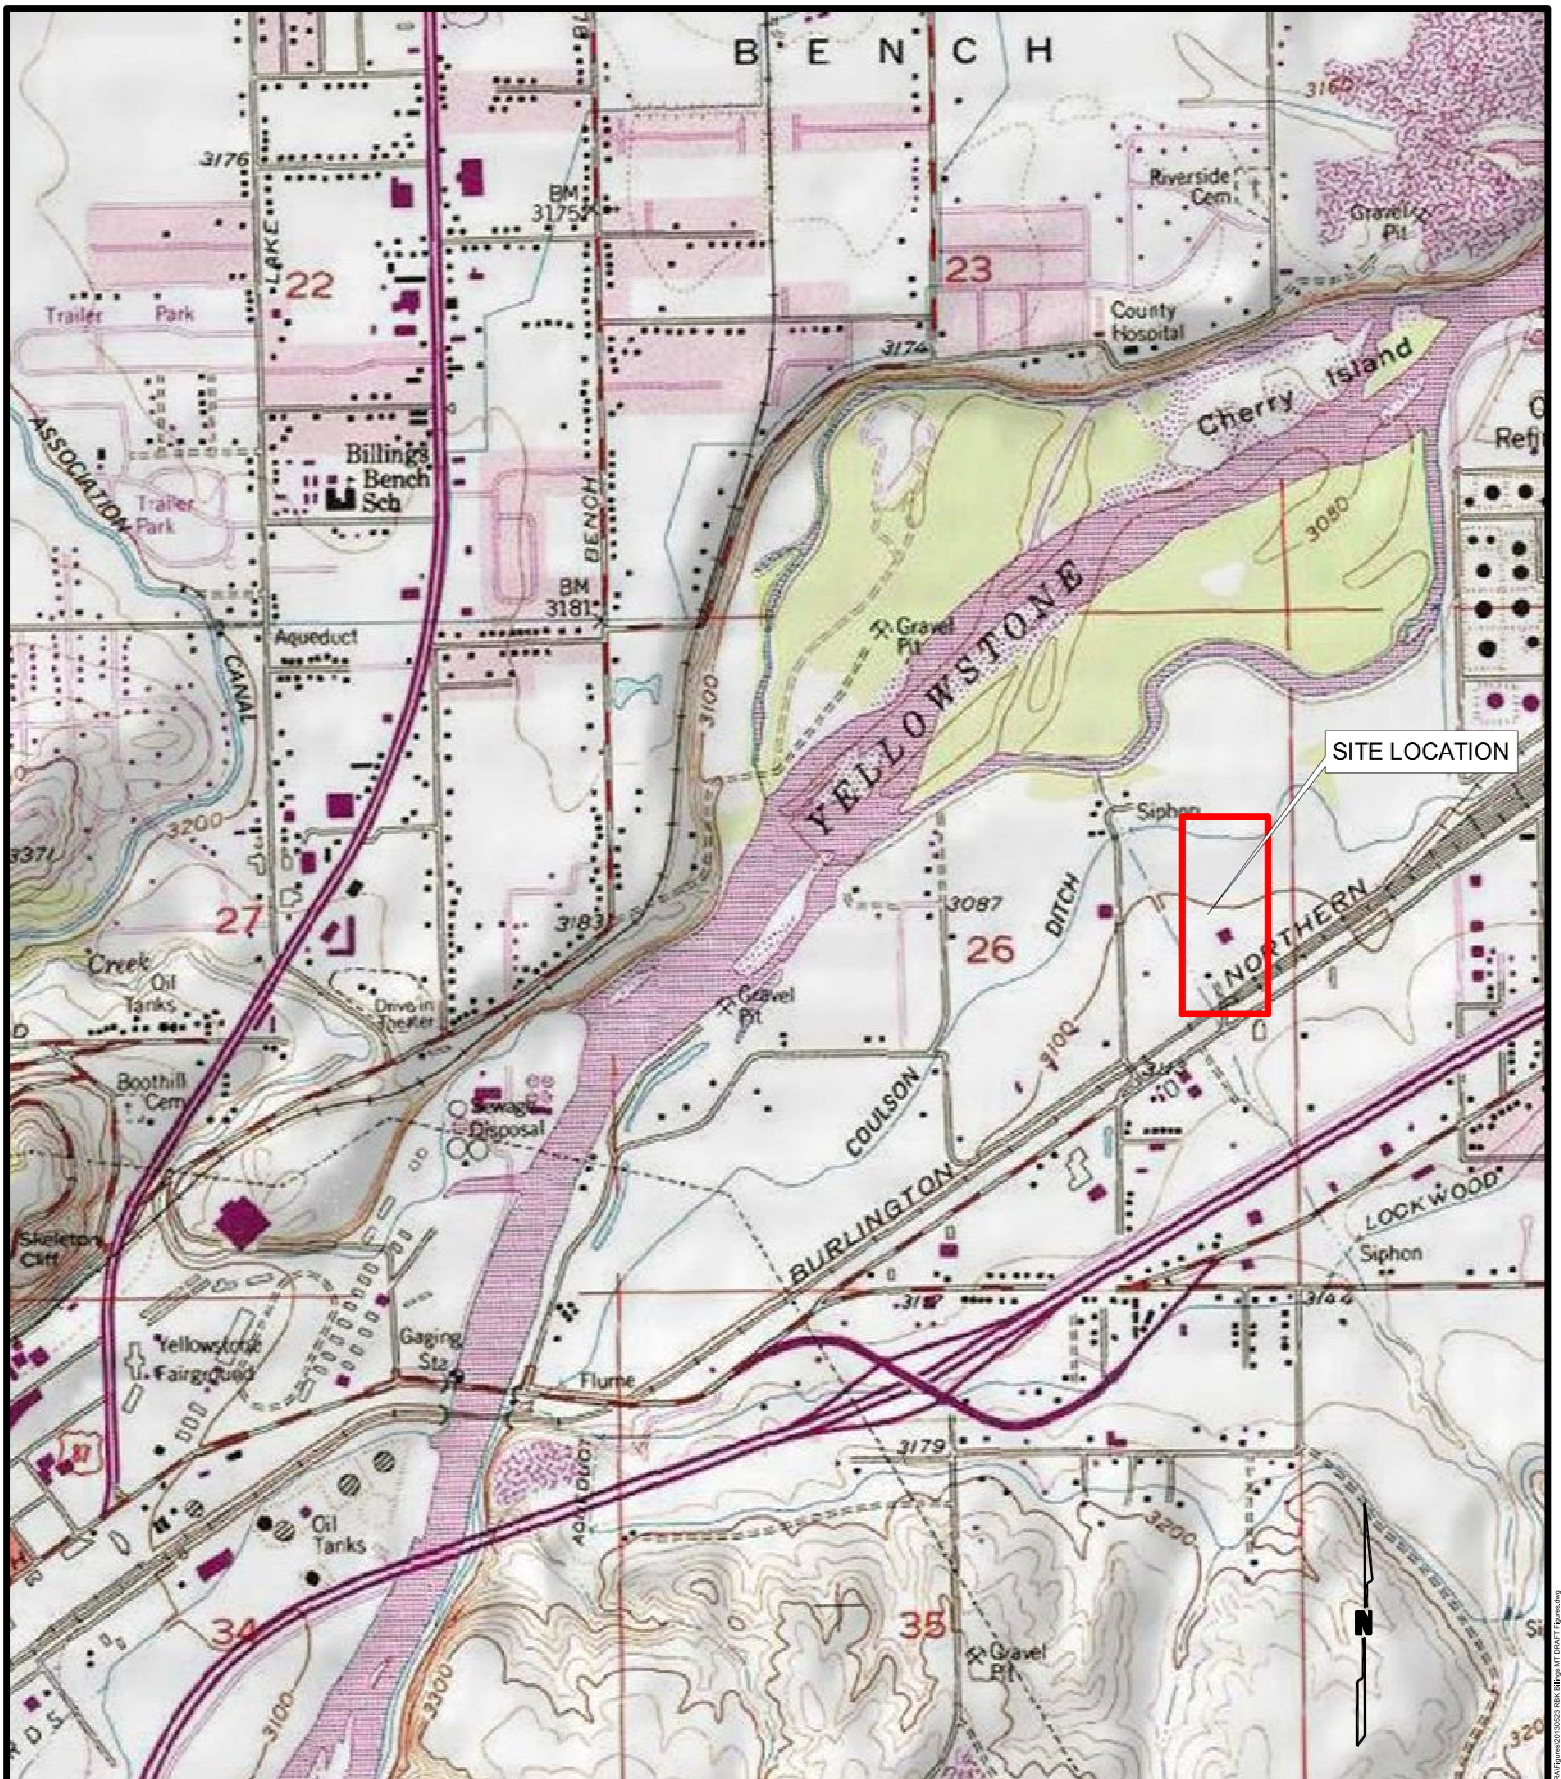 BENCH
3160
3176
BM
3175
Riverside
Cem
Gravel
Pit
LAKE
22
23
Trailer Park
County
Hospital
3174
Cherry Island
ASSOCIATION
CANAL
Billings
Bench
Sch
Trailer
Park
BENCH
3080
BM
3181
Aqueduct
Gravel
Pit
YELLOWSTONE
3100
SITE LOCATION
Siphon
3200
3371
27
3183
3087
26
DITCH
NORTHERN
Creek
Oil
Tanks
Drive in
Theater
Gravel
Pit
3100
Boothill
Cem
Sewage
Disposal
COULSON
BURLINGTON
LOCKWOOD
Siphon
Skeleton
Cliff
3144
Yellowstone
Fairground
Gaging
Sta
Flume
87
3179
AQUEDUCT
Oil
Tanks
3200
34
35
Gravel
Pit
N
3100
3300